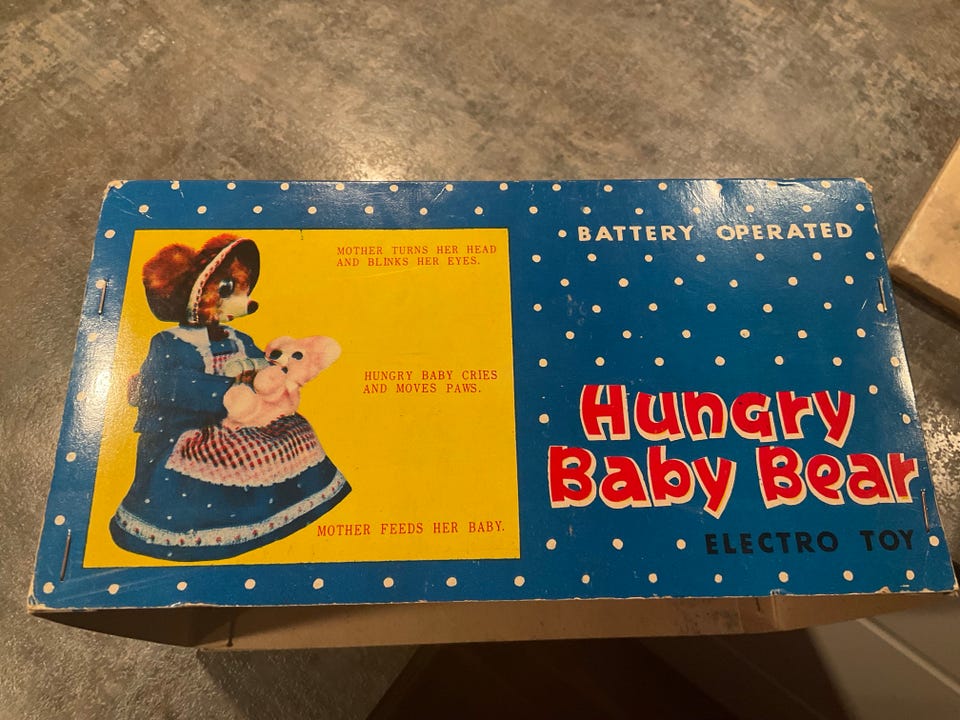 MOTHER TURNS HER HEAD
AND BLINKS HER EYES.
HUNGRY BABY CRIES
AND MOVES PAWS.
MOTHER FEEDS HER BABY.
BATTERY OPERATED
Hungry
Baby Bear
ELECTRO TOY